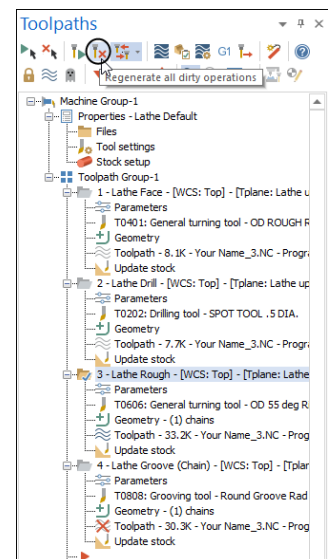 Toolpaths
G1
Regenerate all dirty operations
Machine Group-1
Properties - Lathe Default
Files
Tool settings
Stock setup
Toolpath Group-1
1 - Lathe Face - [WCS: Top] - [Tplane: Lathe u
Parameters
T0401: General turning tool - OD ROUGH R
Geometry
Toolpath - 8.1K - Your Name_3.NC - Progra
Update stock
2 - Lathe Drill - [WCS: Top] - [Tplane: Lathe up
Parameters
T0202: Drilling tool - SPOT TOOL .5 DIA.
Geometry
Toolpath - 7.7K - Your Name_3.NC - Progra
Update stock
3 - Lathe Rough - [WCS: Top] - [Tplane: Lathe
Parameters
T0606: General turning tool - OD 55 deg R
Geometry - (1) chains
Toolpath - 33.2K - Your Name_3.NC - Prog
Update stock
4 - Lathe Groove (Chain) - [WCS: Top] - [Tplar
Parameters
T0808: Grooving tool - Round Groove Rad
Geometry - (1) chains
Toolpath - 30.3K - Your Name_3.NC - Prog
Update stock